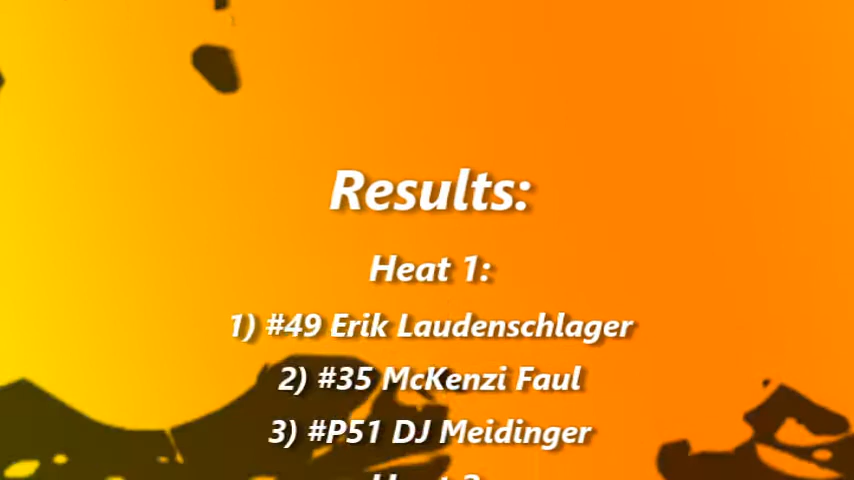 Results:
Heat 1:
1) #49 Erik Laudenschlager
2) #35 McKenzi Faul
3) #P51 DJ Meidinger